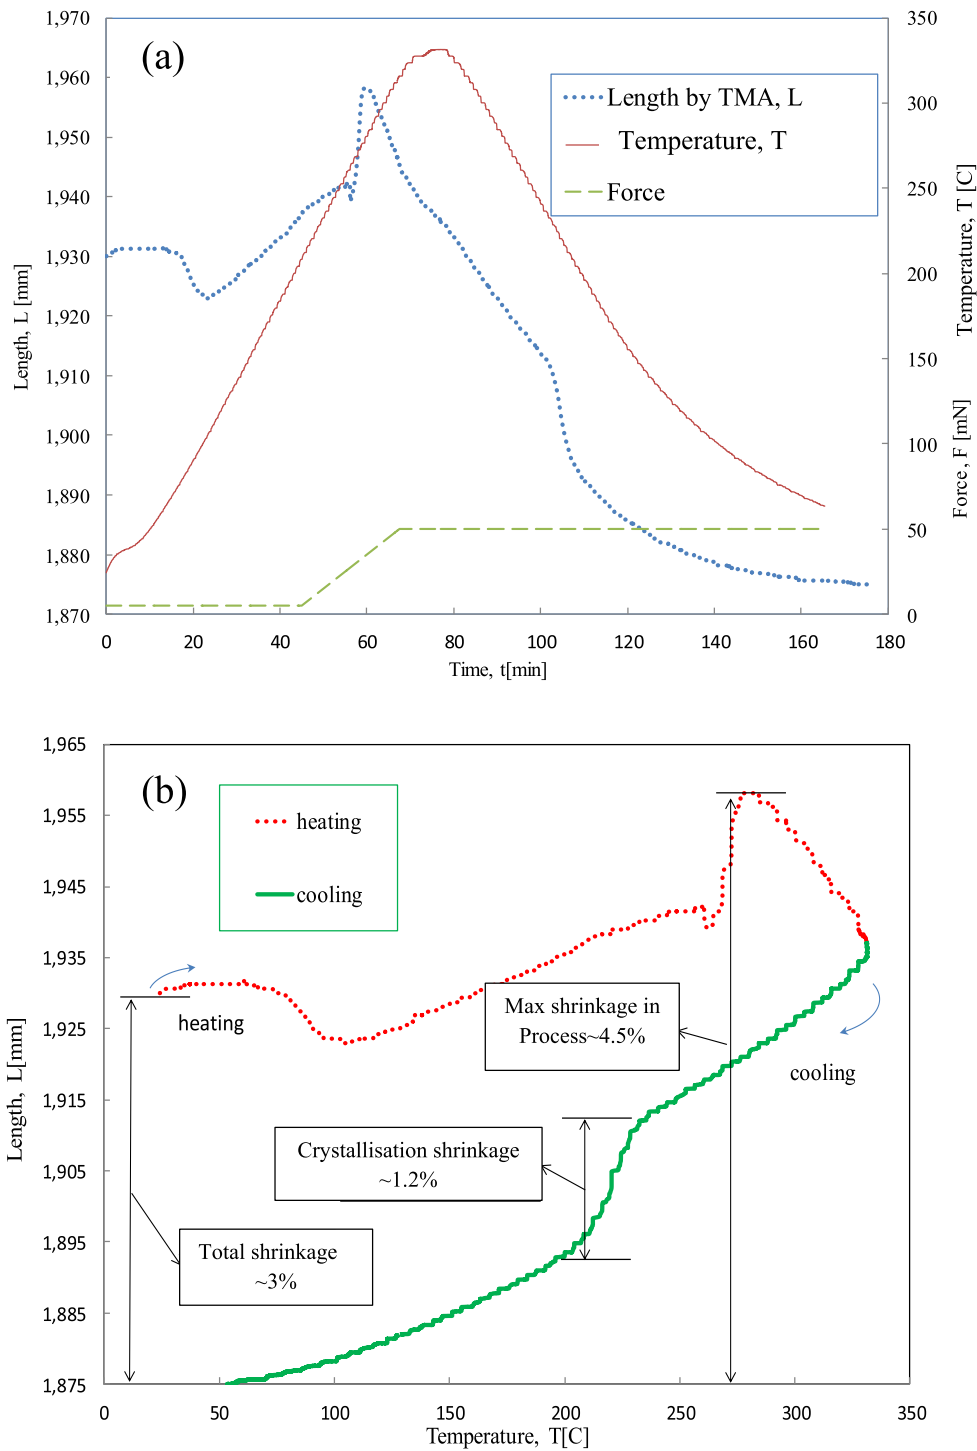 (a)
1,970
1,960
1,950
1,940
1,930
1,920
1,910
1,900
1,890
1,880
1,870
Length, L [mm]
350
300
250
200
150
100
50
0
Temperature, T [C]
Force, F [mN]
Length by TMA, L
Temperature, T
Force
0 20 40 60 80 100 120 140 160 180
Time, t[min]
(b)
1,965
1,955
1,945
1,935
1,925
1,915
1,905
1,895
1,885
1,875
Length, L[mm]
heating
cooling
heating
Max shrinkage in
Process~4.5%
cooling
Crystallisation shrinkage
~1.2%
Total shrinkage
~3%
0 50 100 150 200 250 300 350
Temperature, T[C]